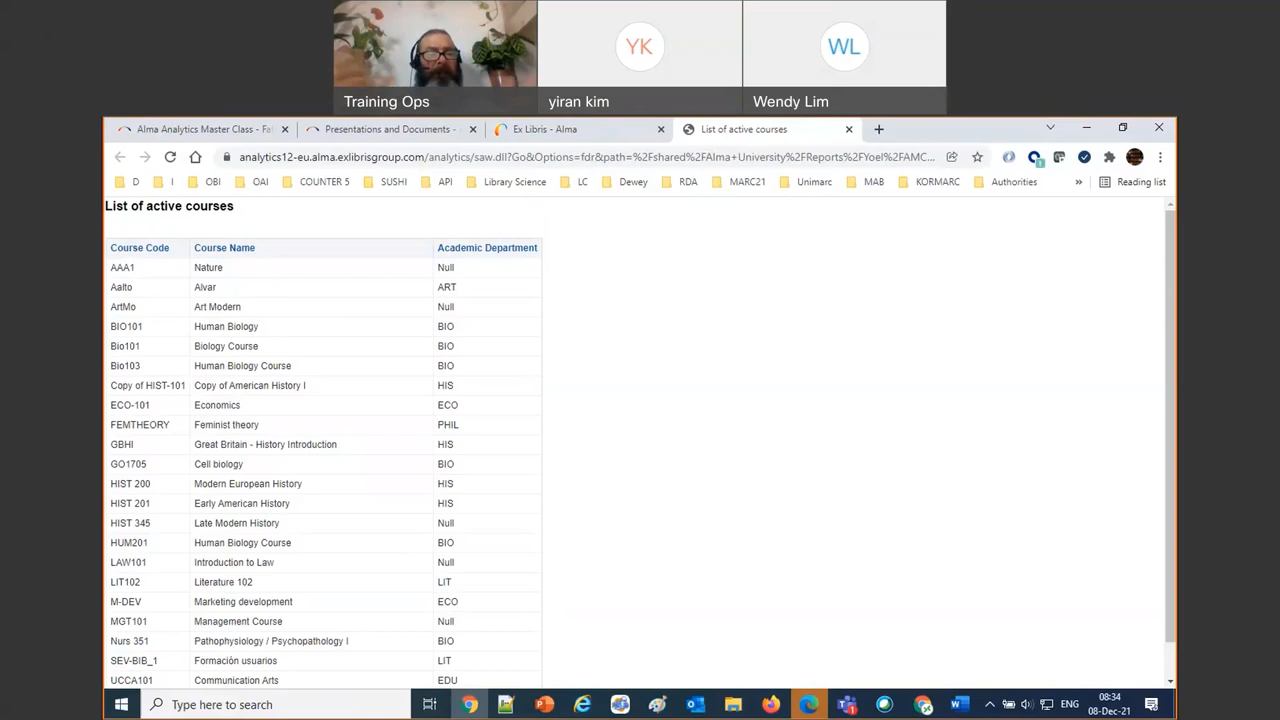 YK
WL
Training Ops
yiran kim
Wendy Lim
Alma Analytics Master Class - Fa
Presentations and Documents -
Ex Libris - Alma
List of active courses
analytics12-eu.alma.exlibrisgroup.com/analytics/saw.dll?Go&Options=fdr&path=%2Fshared%2FAlma+University%2FReports%2FYoel%2FAMC...
D I OBI OAI COUNTER 5 SUSHI API Library Science LC Dewey RDA MARC21 Unimarc MAB KORMARC Authorities » Reading list
List of active courses
Course Code Course Name Academic Department
AAA1 Nature Null
Aalto Alvar ART
ArtMo Art Modern Null
BIO101 Human Biology BIO
Bio101 Biology Course BIO
Bio103 Human Biology Course BIO
Copy of HIST-101 Copy of American History I HIS
ECO-101 Economics ECO
FEMTHEORY Feminist theory PHIL
GBHI Great Britain - History Introduction HIS
GO1705 Cell biology BIO
HIST 200 Modern European History HIS
HIST 201 Early American History HIS
HIST 345 Late Modern History Null
HUM201 Human Biology Course BIO
LAW101 Introduction to Law Null
LIT102 Literature 102 LIT
M-DEV Marketing development ECO
MGT101 Management Course Null
Nurs 351 Pathophysiology / Psychopathology I BIO
SEV-BIB_1 Formación usuarios LIT
UCCA101 Communication Arts EDU
Type here to search
ENG
08:34
08-Dec-21